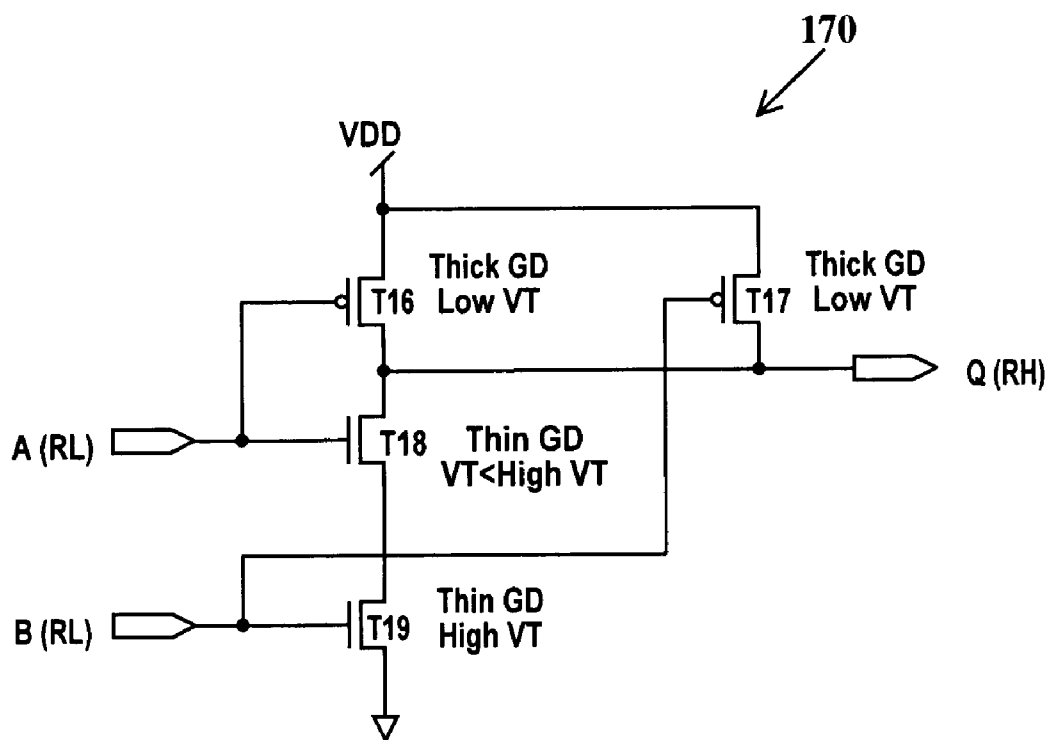 170
VDD
Thick GD
Low VT
T16
Thick GD
Low VT
T17
Q (RH)
A (RL)
T18
Thin GD
VT<High VT
B (RL)
T19
Thin GD
High VT